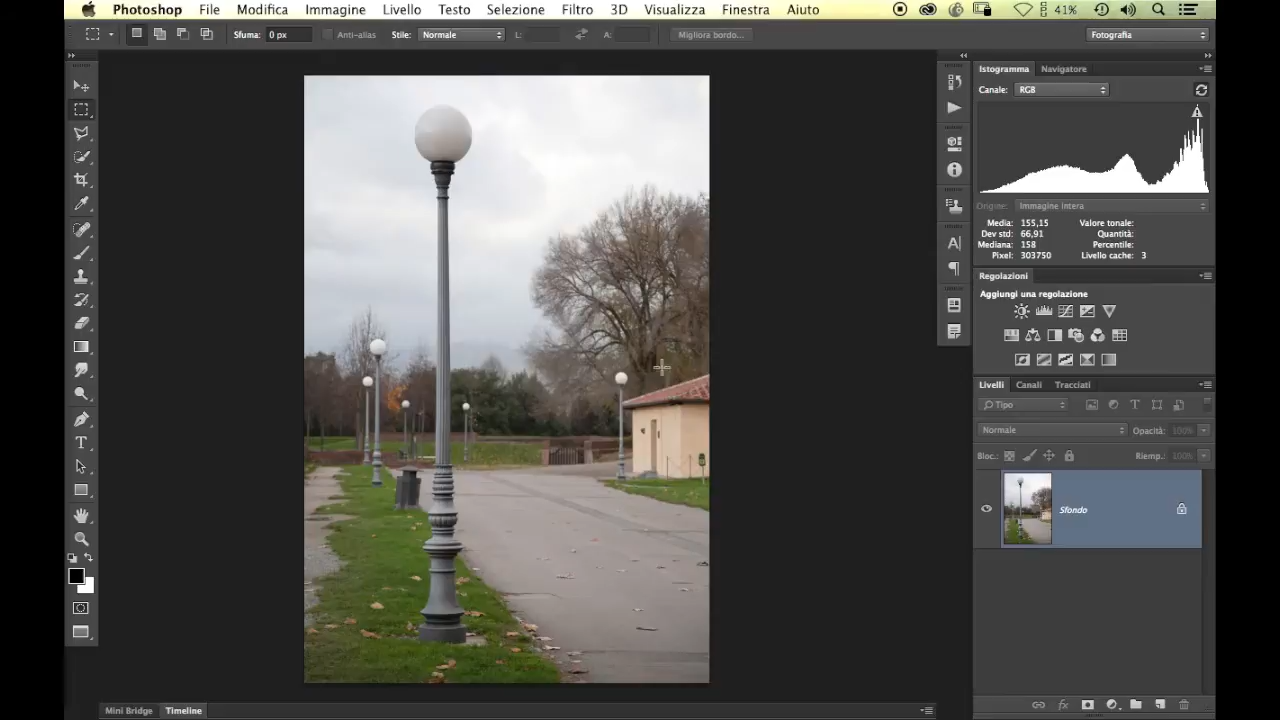 Photoshop File Modifica Immagine Livello Testo Selezione Filtro 3D Visualizza Finestra Aiuto 41%
Sfuma: 0 px Anti-alias Stile: Normale L: A: Migliora bordo... Fotografia
Istogramma Navigatore
Canale: RGB
Origine: Immagine intera
Media: 155,15 Valore tonale:
Dev std: 66,91 Quantità:
Mediana: 158 Percentile:
Pixel: 303750 Livello cache: 3
Regolazioni
Aggiungi una regolazione
Livelli Canali Tracciati
Tipo
Normale Opacità: 100%
Bloc.: Riemp.: 100%
Sfondo
Mini Bridge Timeline